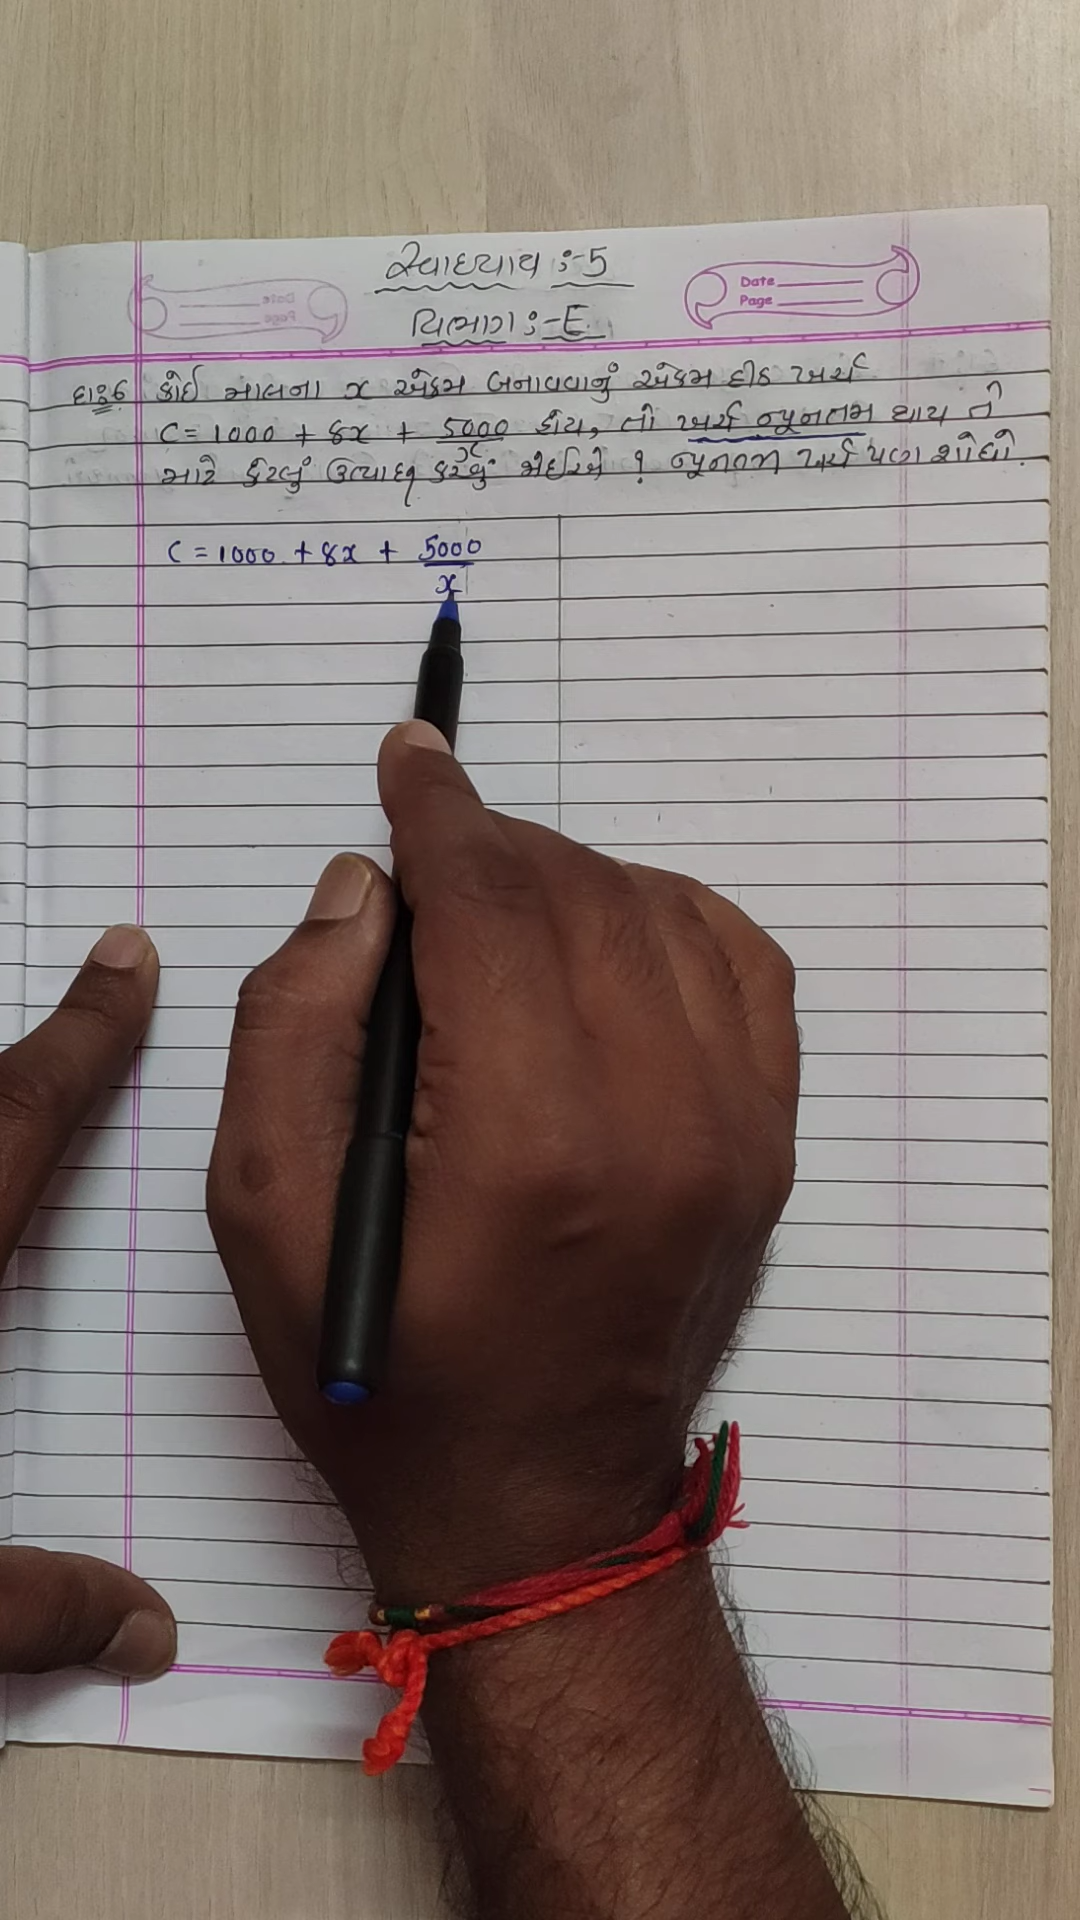 સ્વાધ્યાય :-5
વિભાગ :-E
Date
Page
દા.6 કોઈ માલના x એકમ બનાવવાનું એકમ દીઠ ખર્ચ
C = 1000 + 8x + 5000/x હોય, તો ખર્ચ ન્યૂનતમ થાય તે
માટે કેટલું ઉત્પાદન કરવું જોઈએ ? ન્યૂનતમ ખર્ચ પણ શોધો.
C = 1000 + 8x + 5000/x